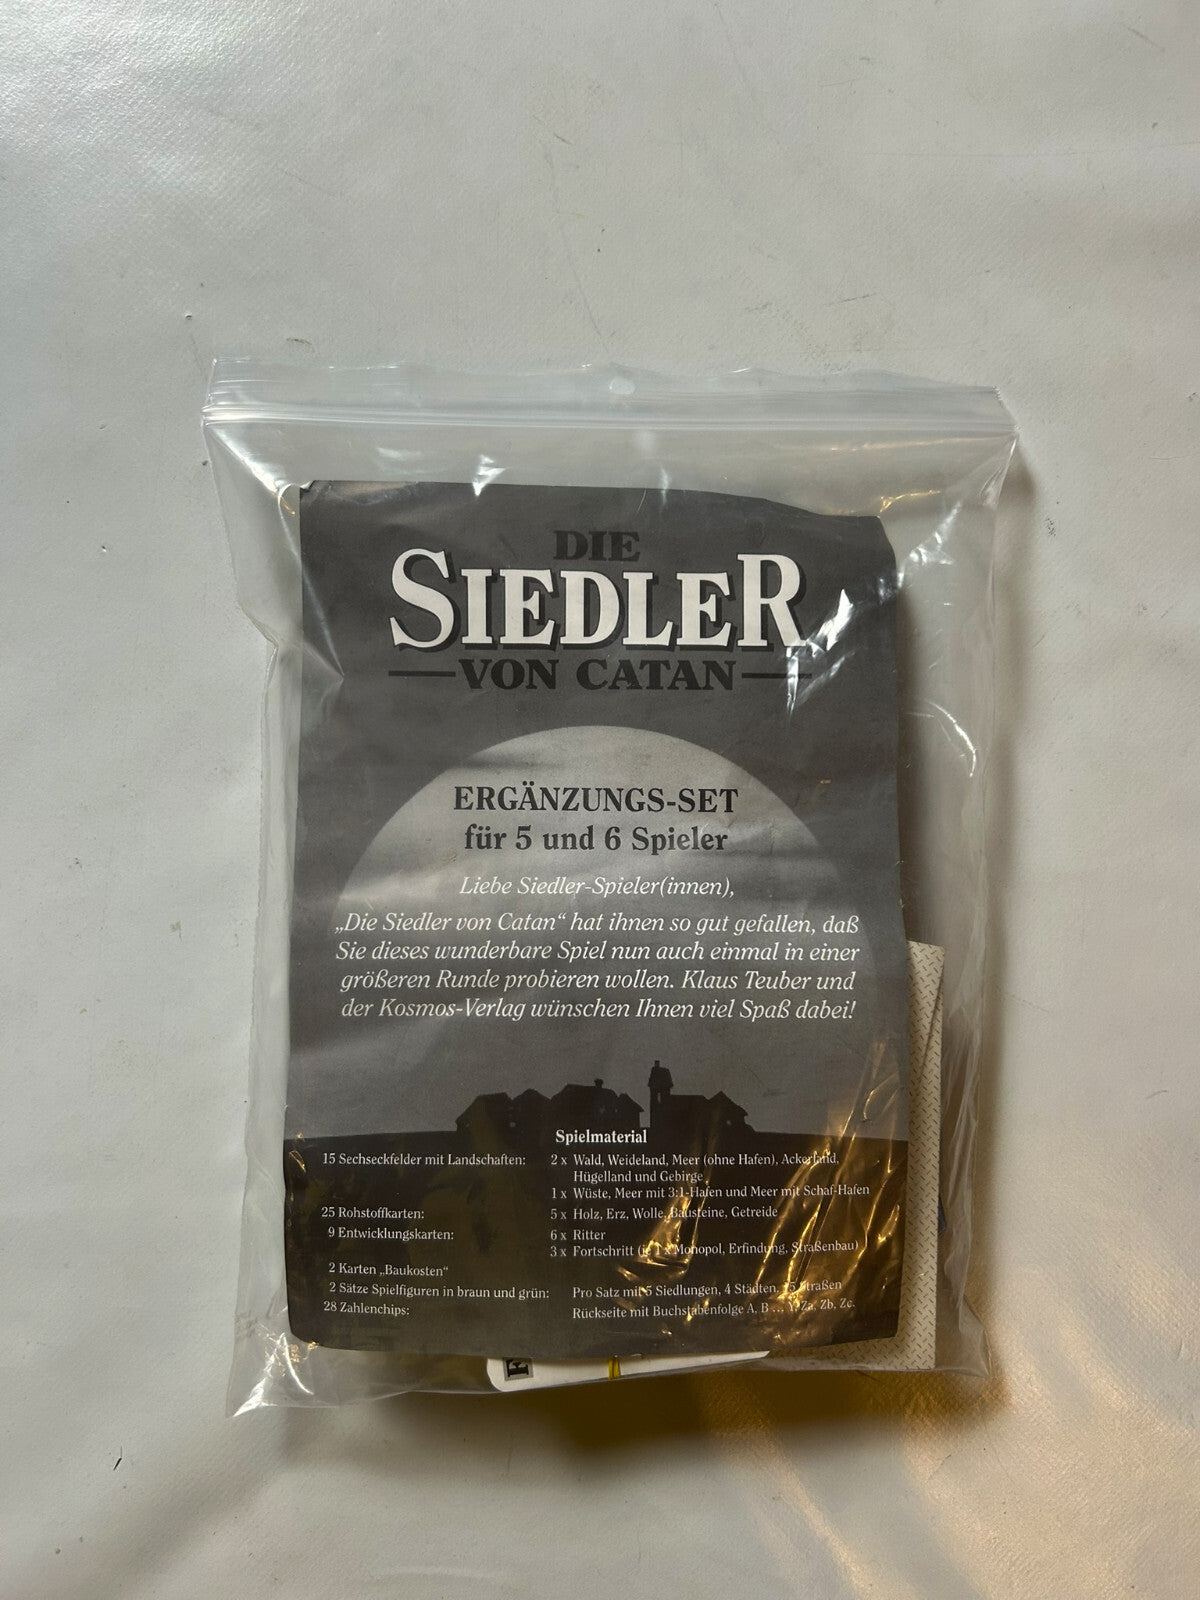 DIE
SIEDLER
VON CATAN
ERGÄNZUNGS-SET
für 5 und 6 Spieler
Liebe Siedler-Spieler(innen),
„Die Siedler von Catan“ hat ihnen so gut gefallen, daß
Sie dieses wunderbare Spiel nun auch einmal in einer
größeren Runde probieren wollen. Klaus Teuber und
der Kosmos-Verlag wünschen Ihnen viel Spaß dabei!
Spielmaterial
15 Sechseckfelder mit Landschaften: 2 x Wald, Weideland, Meer (ohne Hafen), Ackerland,
Hügelland und Gebirge
1 x Wüste, Meer mit 3:1-Hafen und Meer mit Schaf-Hafen
25 Rohstoffkarten: 5 x Holz, Erz, Wolle, Bausteine, Getreide
9 Entwicklungskarten: 6 x Ritter
3 x Fortschritt (je 1 x Monopol, Erfindung, Straßenbau)
2 Karten „Baukosten“
2 Sätze Spielfiguren in braun und grün: Pro Satz mit 5 Siedlungen, 4 Städten, 15 Straßen
28 Zahlenchips: Rückseite mit Buchstabenfolge A, B ... Y, Za, Zb, Zc.